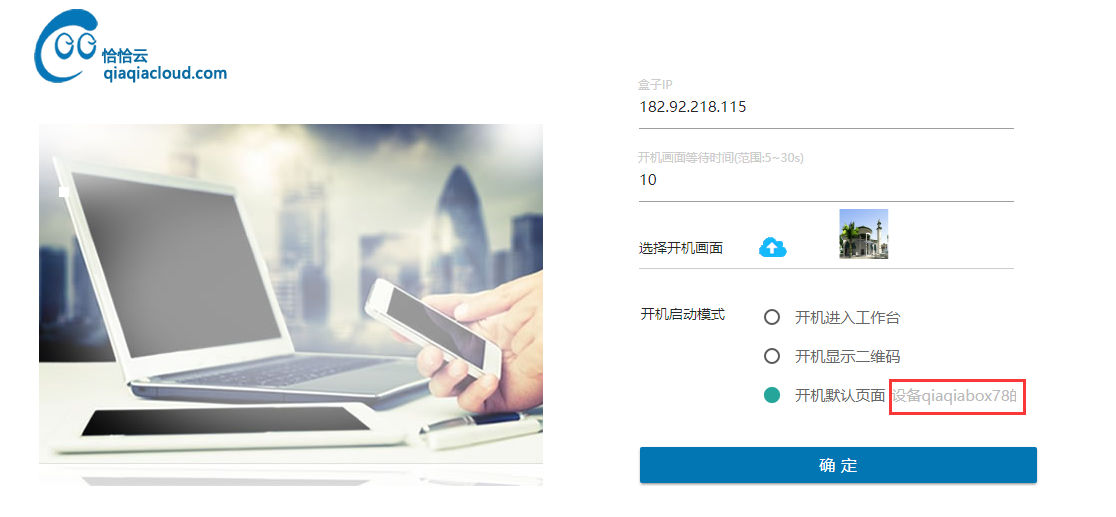 恰恰云
qiaqiacloud.com
盒子IP
182.92.218.115
开机画面等待时间(范围:5~30s)
10
选择开机画面
开机启动模式
开机进入工作台
开机显示二维码
开机默认页面 设备qiaqiabox78
确 定